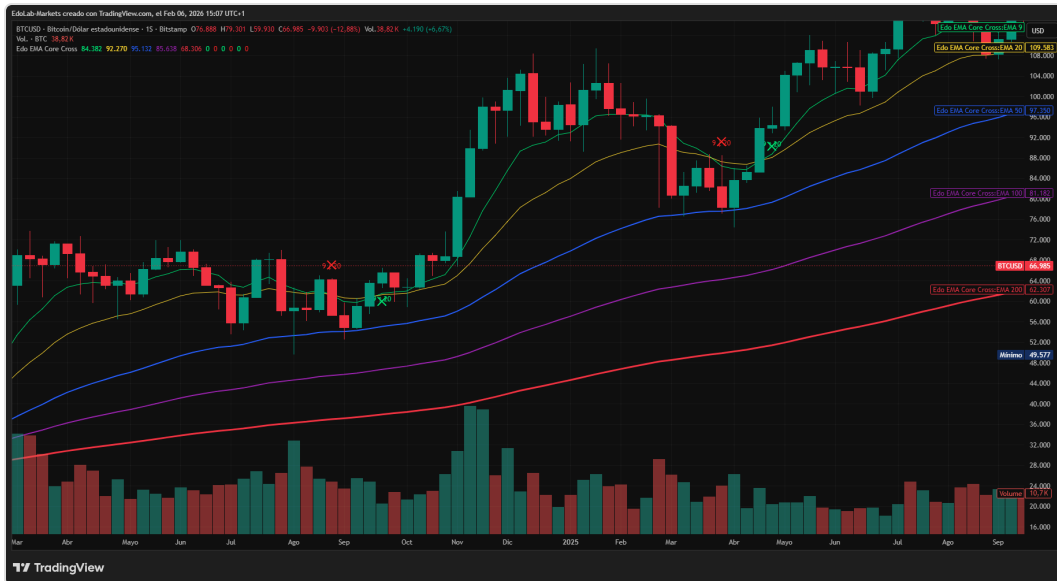 EdoLab-Markets creado con TradingView.com, el Feb 06, 2026 15:07 UTC+1
BTCUSD · Bitcoin/Dólar estadounidense · 1S · Bitstamp O76.888 H79.301 L59.930 C66.985 -9.903 (-12,88%) Vol.38,82 K +4.190 (+6,67%)
Vol. · BTC 38,82 K
Edo EMA Core Cross 84.382 92.270 95.132 85.638 68.306 0 0 0 0 0 0
USD
Edo EMA Core Cross:EMA 9
Edo EMA Core Cross:EMA 20 109.583
108.000
104.000
100.000
Edo EMA Core Cross:EMA 50 97.350
96.000
92.000
88.000
84.000
Edo EMA Core Cross:EMA 100 81.182
80.000
76.000
72.000
68.000
BTCUSD 66.985
64.000
Edo EMA Core Cross:EMA 200 62.307
60.000
56.000
52.000
Mínimo 49.577
48.000
44.000
40.000
36.000
32.000
28.000
24.000
Volume 10,7K
20.000
16.000
Mar Abr Mayo Jun Jul Ago Sep Oct Nov Dic 2025 Feb Mar Abr Mayo Jun Jul Ago Sep
TradingView